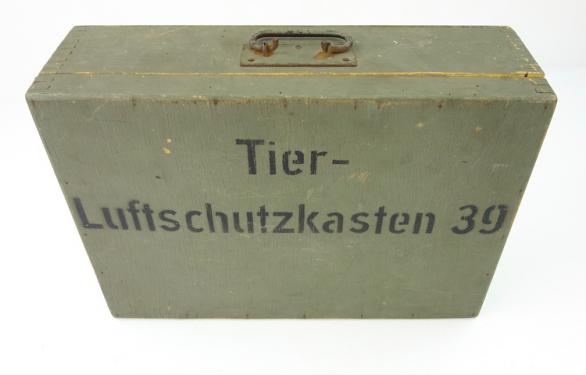 Tier-
Luftschutzkasten 39